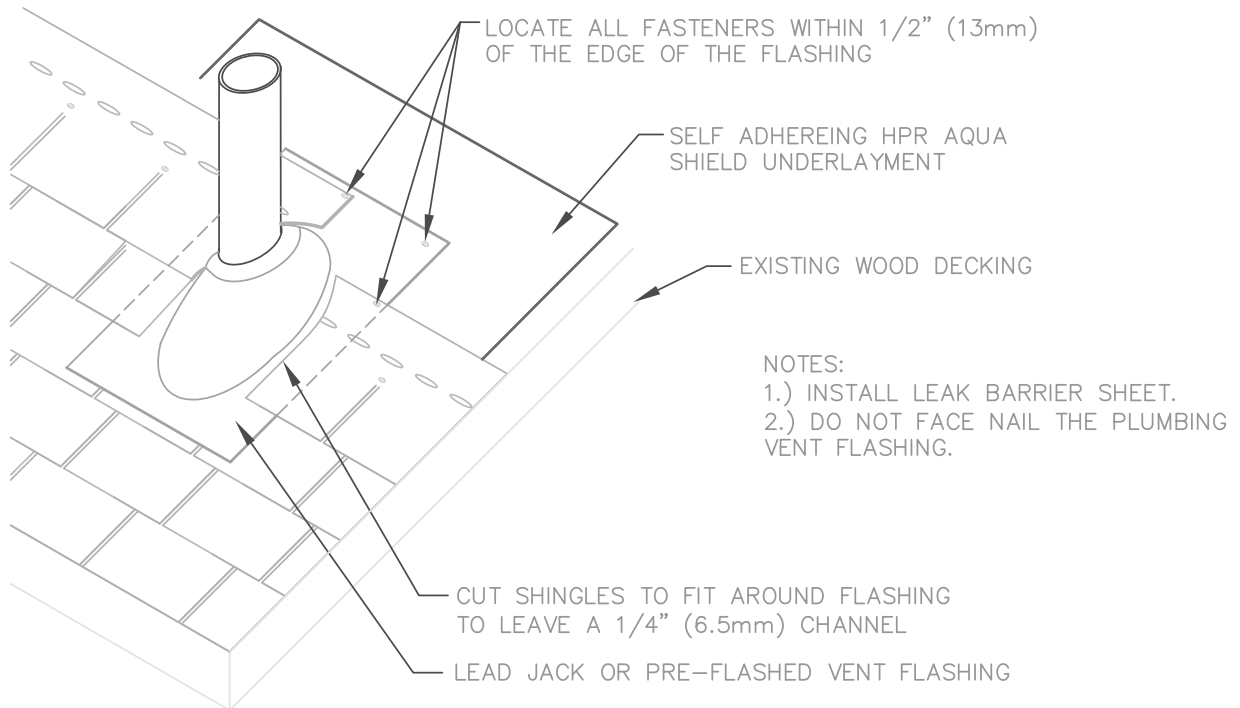 LOCATE ALL FASTENERS WITHIN 1/2" (13mm)
OF THE EDGE OF THE FLASHING
SELF ADHEREING HPR AQUA
SHIELD UNDERLAYMENT
EXISTING WOOD DECKING
NOTES:
1.) INSTALL LEAK BARRIER SHEET.
2.) DO NOT FACE NAIL THE PLUMBING
VENT FLASHING.
CUT SHINGLES TO FIT AROUND FLASHING
TO LEAVE A 1/4" (6.5mm) CHANNEL
LEAD JACK OR PRE-FLASHED VENT FLASHING